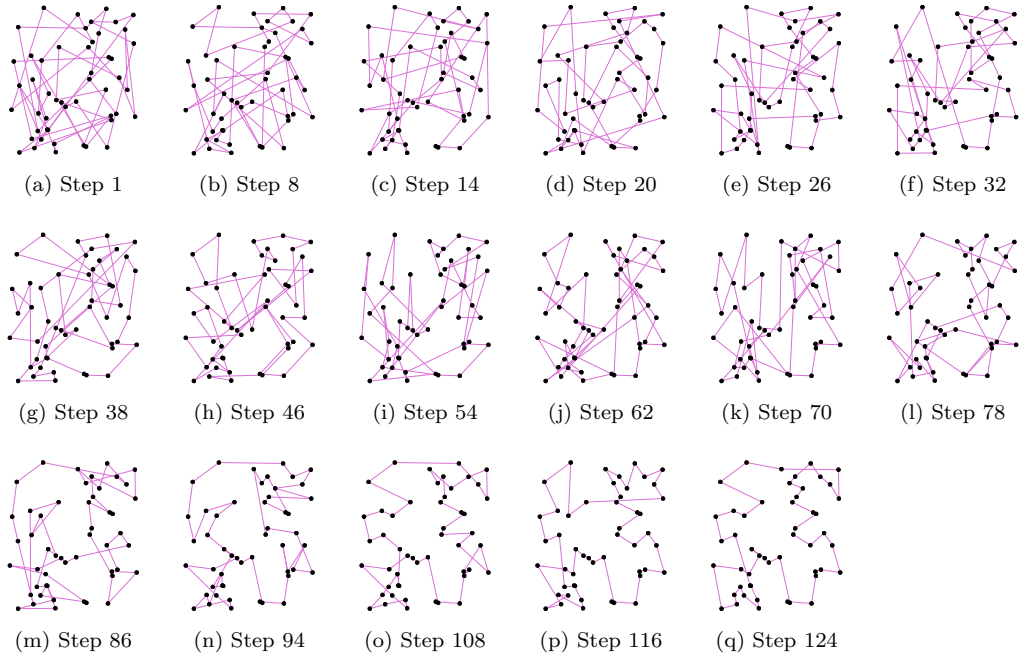 (a) Step 1
(b) Step 8
(c) Step 14
(d) Step 20
(e) Step 26
(f) Step 32
(g) Step 38
(h) Step 46
(i) Step 54
(j) Step 62
(k) Step 70
(l) Step 78
(m) Step 86
(n) Step 94
(o) Step 108
(p) Step 116
(q) Step 124